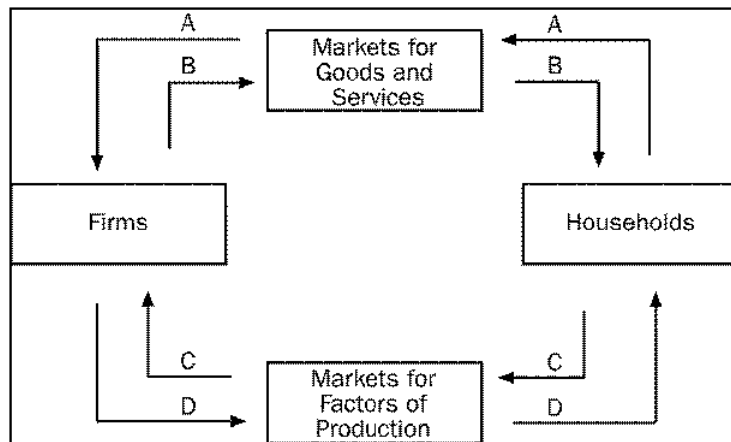 A
Markets for
Goods and
Services
A
B
B
Firms
Households
C
Markets for
Factors of
Production
C
D
D